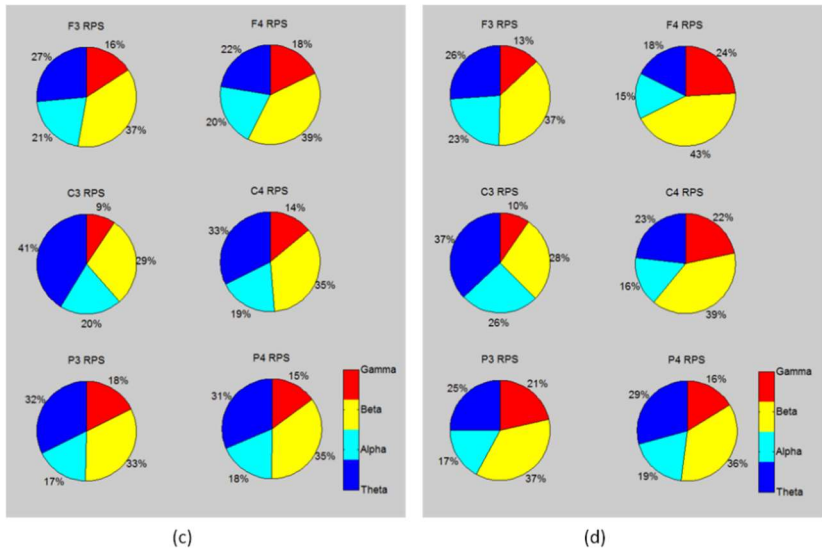 F3 RPS
27%
16%
21%
37%
F4 RPS
22%
18%
20%
39%
C3 RPS
9%
41%
29%
20%
C4 RPS
14%
33%
35%
19%
P3 RPS
32%
18%
17%
33%
P4 RPS
31%
15%
18%
35%
Gamma
Beta
Alpha
Theta
(c)
F3 RPS
13%
26%
37%
23%
F4 RPS
18%
24%
15%
43%
C3 RPS
10%
37%
28%
26%
C4 RPS
23%
22%
16%
39%
P3 RPS
25%
21%
17%
37%
P4 RPS
16%
29%
19%
36%
Gamma
Beta
Alpha
Theta
(d)